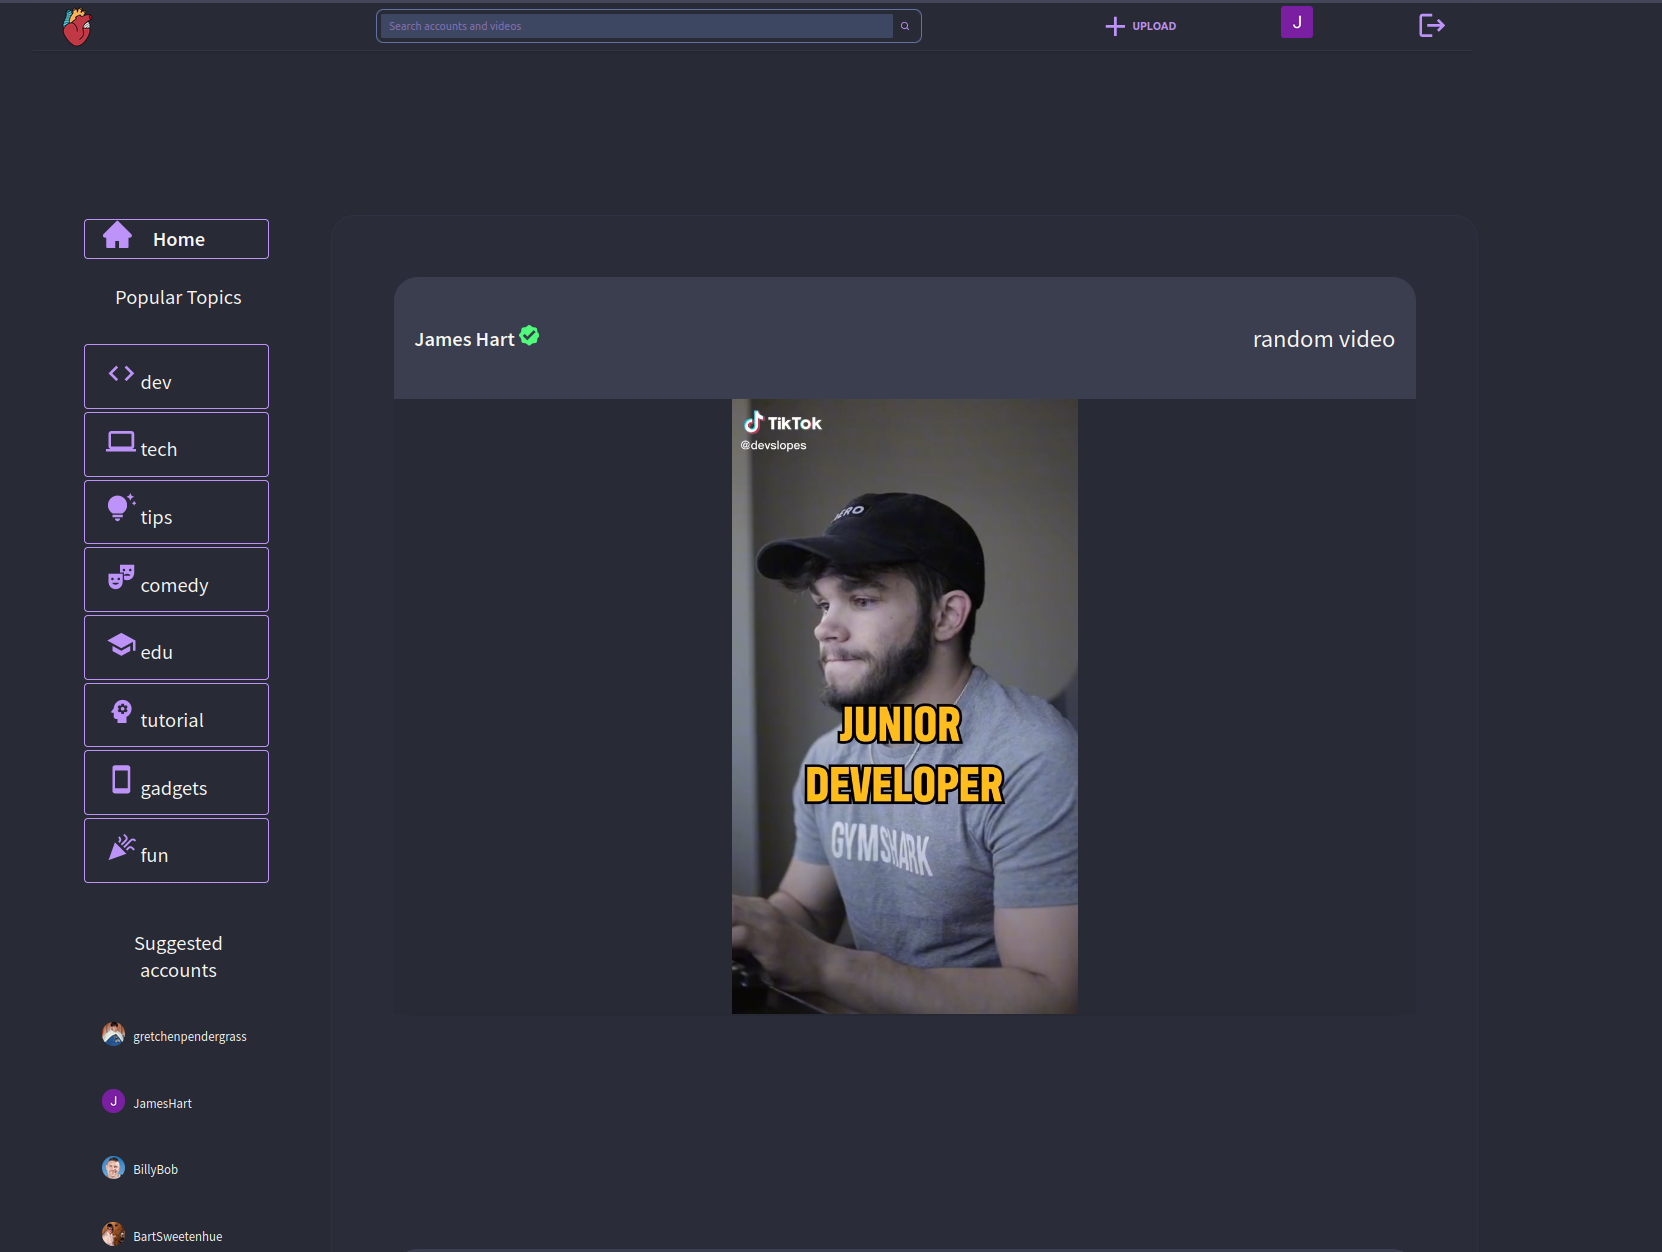 Search accounts and videos
UPLOAD
J
Home
Popular Topics
dev
tech
tips
comedy
edu
tutorial
gadgets
fun
Suggested
accounts
gretchenpendergrass
J
JamesHart
BillyBob
BartSweetenhue
James Hart
random video
TikTok
@devslopes
JUNIOR
DEVELOPER
GYMSHARK